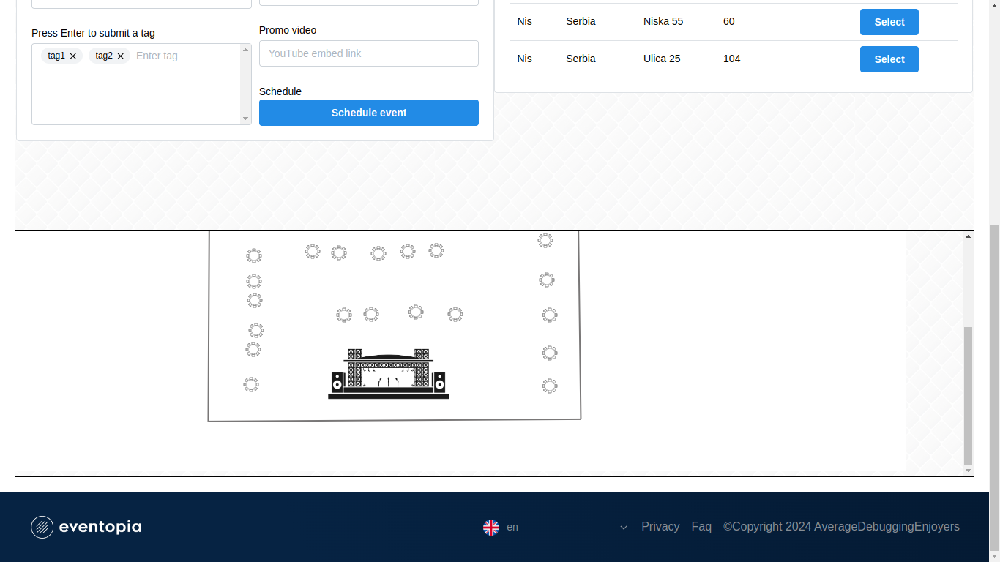 Press Enter to submit a tag
tag1
tag2
Enter tag
Promo video
YouTube embed link
Schedule
Schedule event
Nis Serbia Niska 55 60 Select
Nis Serbia Ulica 25 104 Select
eventopia
en
Privacy Faq ©Copyright 2024 AverageDebuggingEnjoyers